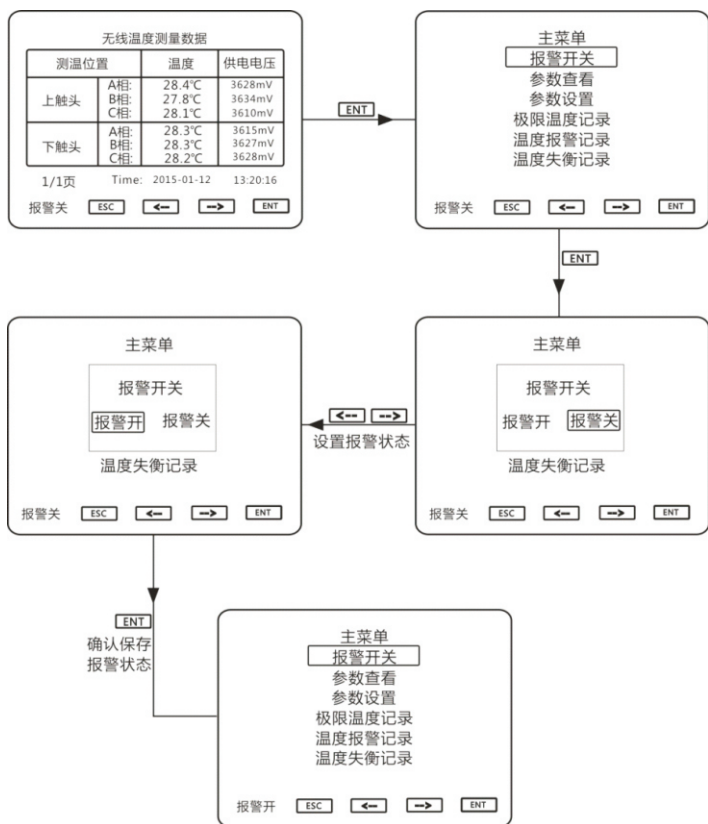 无线温度测量数据
测温位置 温度 供电电压
上触头 A相: 28.4℃ 3628mV
B相: 27.8℃ 3634mV
C相: 28.1℃ 3610mV
下触头 A相: 28.3℃ 3615mV
B相: 28.3℃ 3627mV
C相: 28.2℃ 3628mV
1/1页 Time: 2015-01-12 13:20:16
报警关 ESC <-- --> ENT
ENT
主菜单
报警开关
参数查看
参数设置
极限温度记录
温度报警记录
温度失衡记录
报警关 ESC <-- --> ENT
ENT
主菜单
报警开关
报警开 报警关
温度失衡记录
报警关 ESC <-- --> ENT
<-- -->
设置报警状态
主菜单
报警开关
报警开 报警关
温度失衡记录
报警关 ESC <-- --> ENT
ENT
确认保存
报警状态
主菜单
报警开关
参数查看
参数设置
极限温度记录
温度报警记录
温度失衡记录
报警开 ESC <-- --> ENT